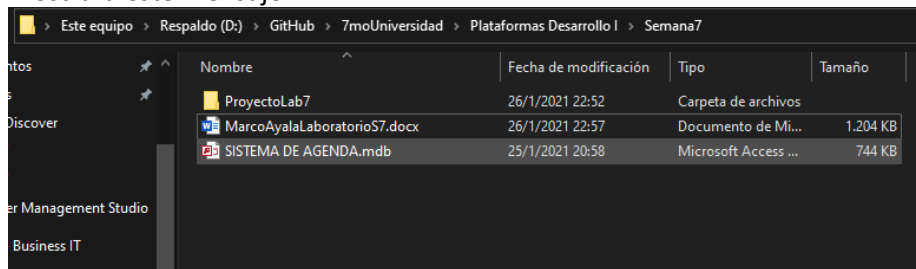 Este equipo > Respaldo (D:) > GitHub > 7moUniversidad > Plataformas Desarrollo I > Semana7
ntos
Nombre Fecha de modificación Tipo Tamaño
ProyectoLab7 26/1/2021 22:52 Carpeta de archivos
Discover MarcoAyalaLaboratorioS7.docx 26/1/2021 22:57 Documento de Mi... 1.204 KB
SISTEMA DE AGENDA.mdb 25/1/2021 20:58 Microsoft Access ... 744 KB
er Management Studio
Business IT